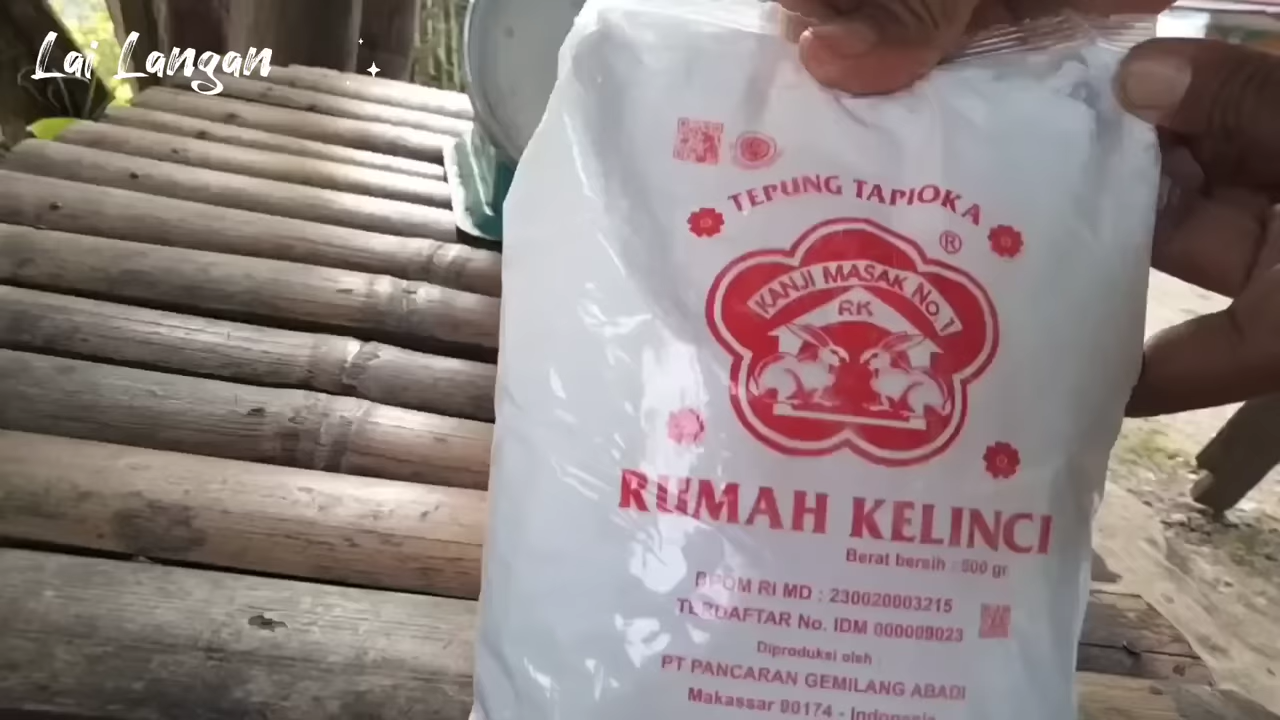 Lai Langan
TEPUNG TAPIOKA
®
KANJI MASAK No. 1
RK
RUMAH KELINCI
Berat bersih : 500 gr
BPOM RI MD : 230020003215
TERDAFTAR No. IDM 000009023
Diproduksi oleh :
PT PANCARAN GEMILANG ABADI
Makassar 90174 - Indonesia